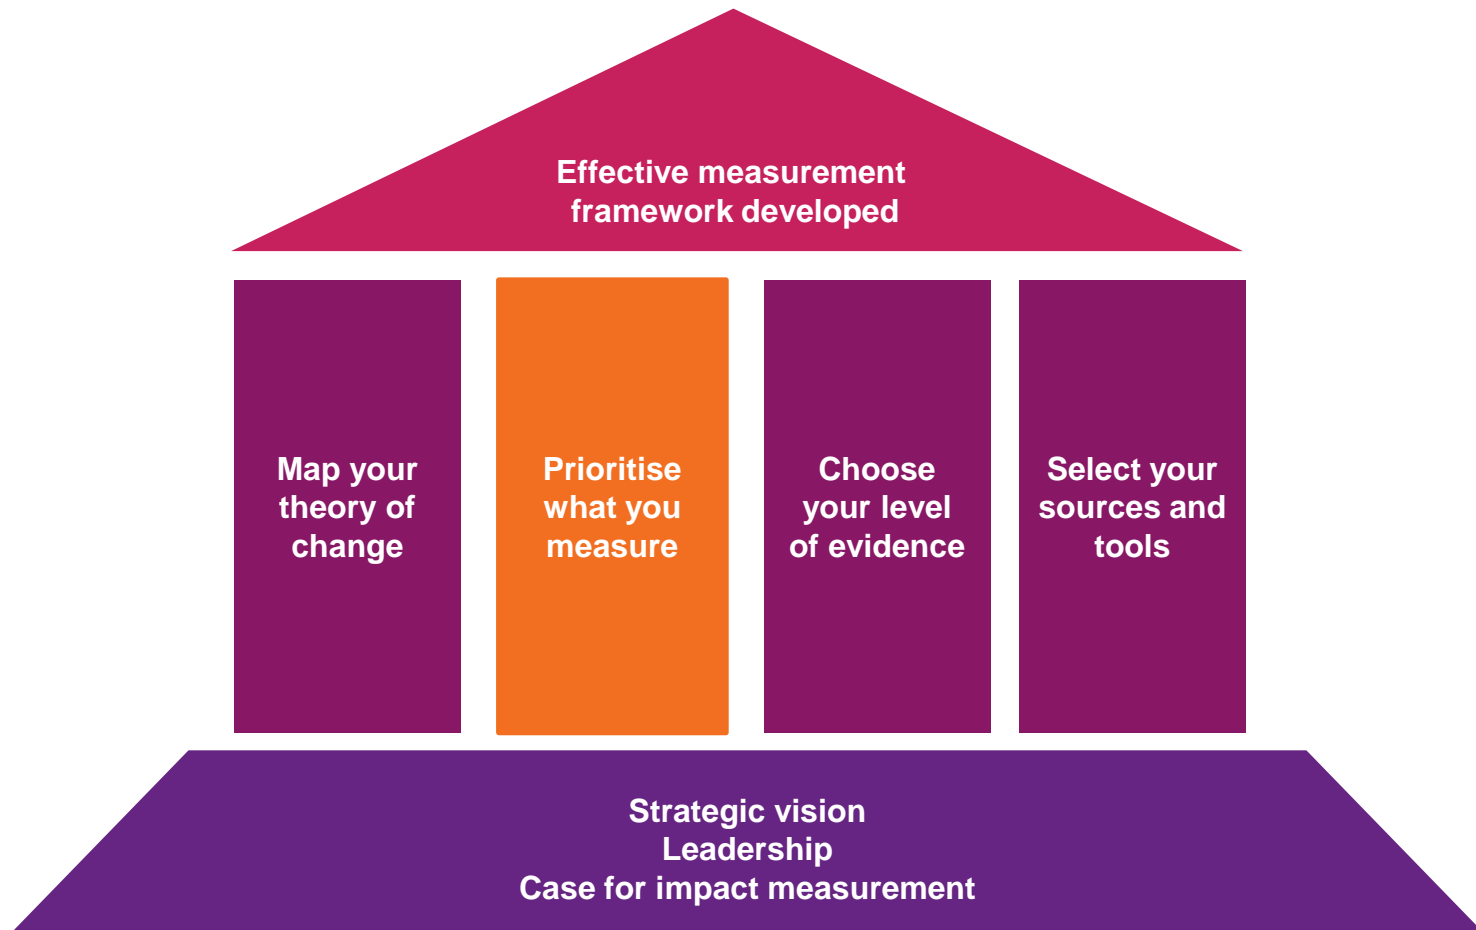 Effective measurement
framework developed
Map your
theory of
change
Prioritise
what you
measure
Choose
your level
of evidence
Select your
sources and
tools
Strategic vision
Leadership
Case for impact measurement